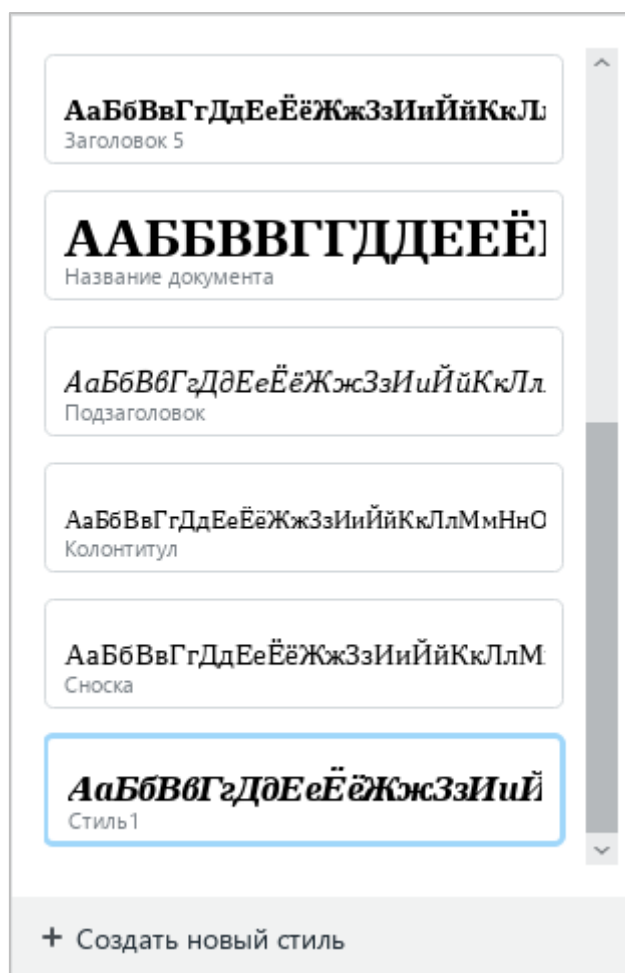 АаБбВвГгДдЕеЁёЖжЗзИиЙйКкЛл
Заголовок 5
ААББВВГГДДЕЕЁ
Название документа
АаБбВвГгДдЕеЁёЖжЗзИиЙйКкЛл
Подзаголовок
АаБбВвГгДдЕеЁёЖжЗзИиЙйКкЛлМмНнО
Колонтитул
АаБбВвГгДдЕеЁёЖжЗзИиЙйКкЛлМ
Сноска
АаБбВвГгДдЕеЁёЖжЗзИиЙ
Стиль1
+ Создать новый стиль